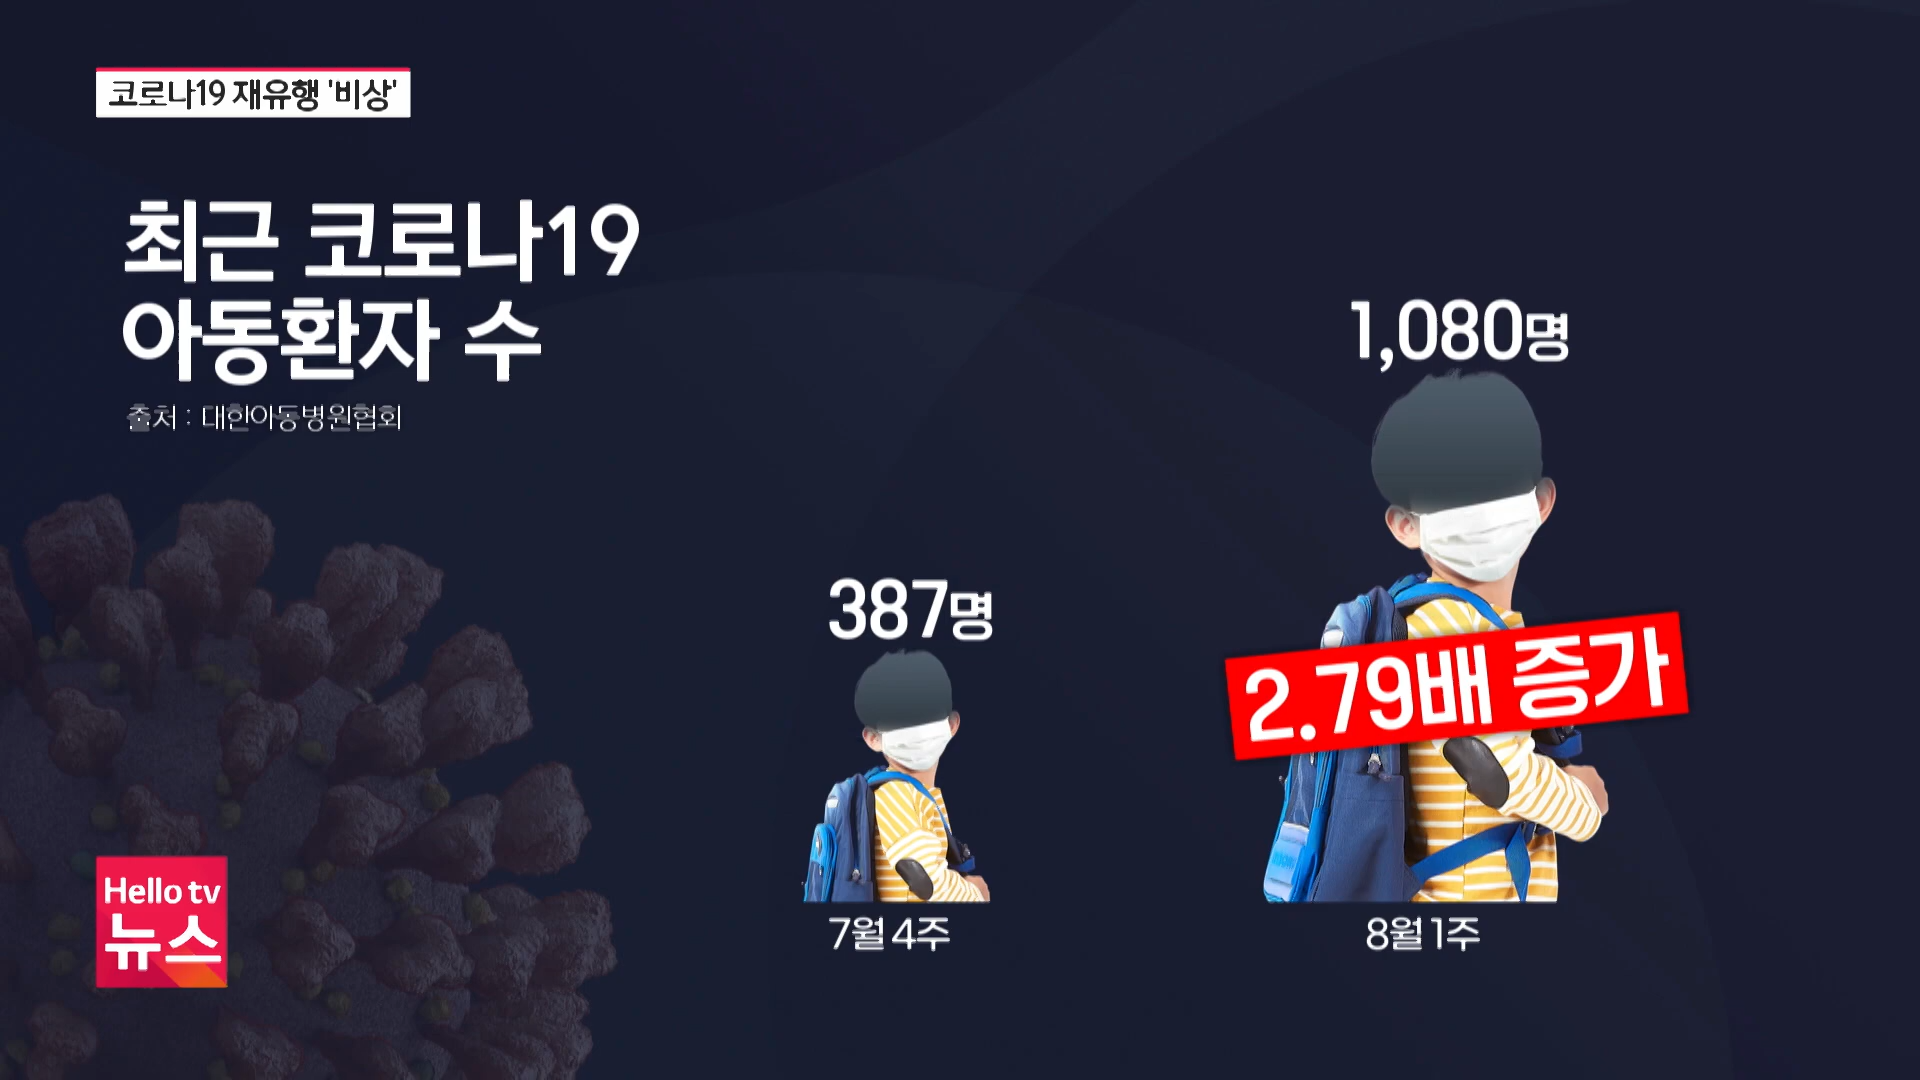 코로나19 재유행 '비상'
최근 코로나19
아동환자 수
출처 : 대한아동병원협회
1,080명
387명
2.79배 증가
7월 4주
8월 1주
Hello tv
뉴스